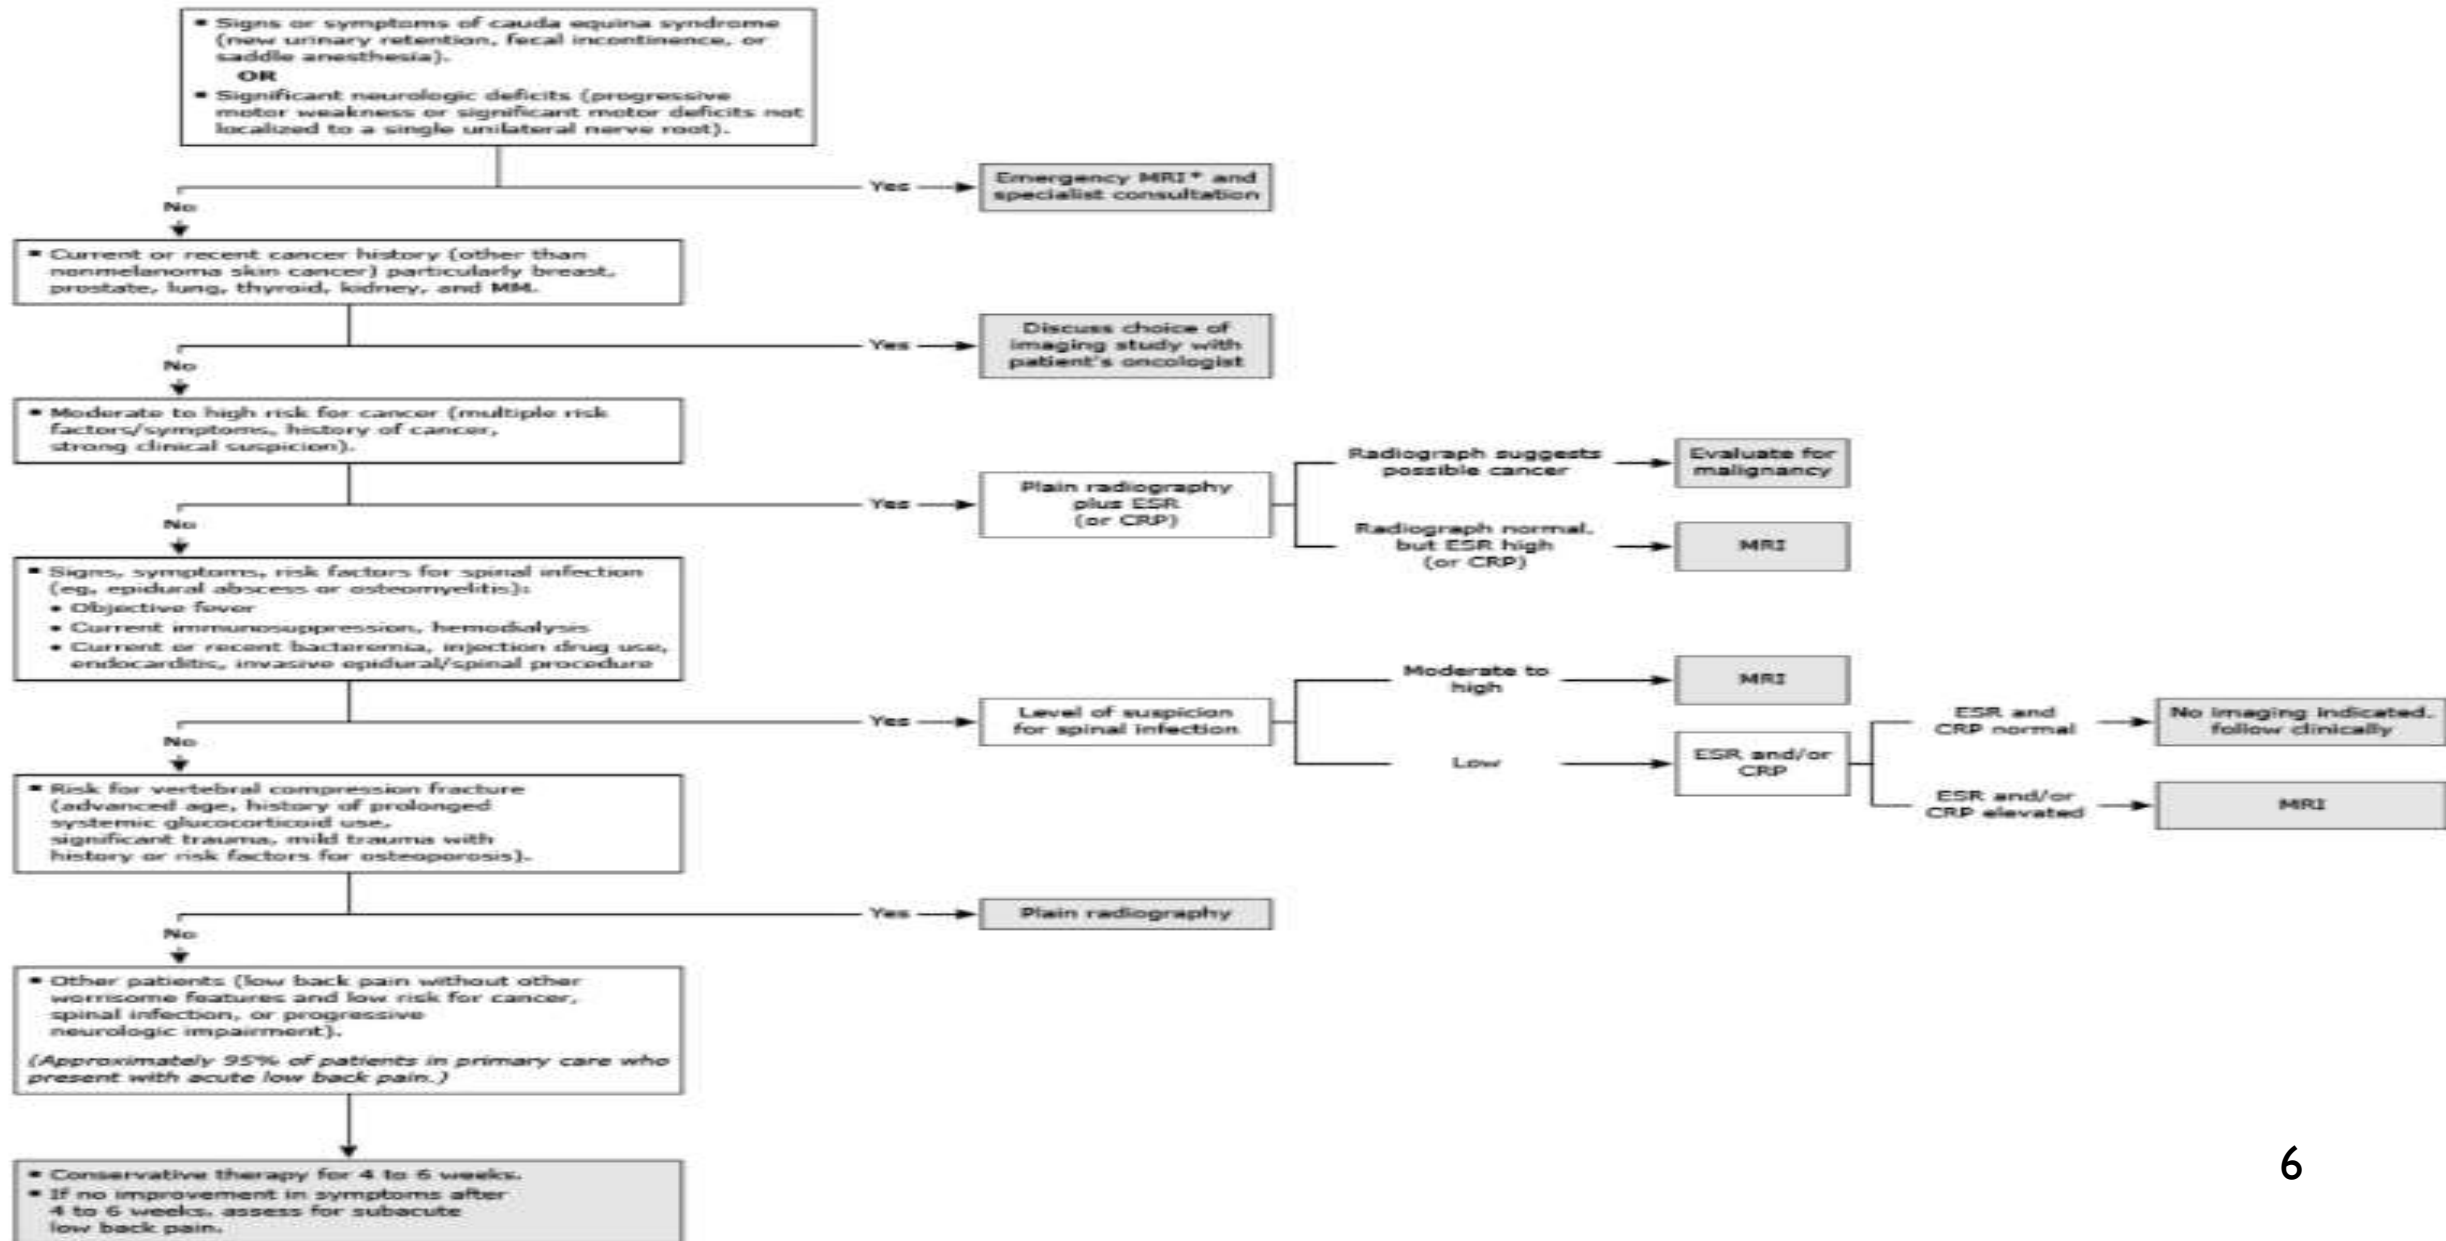 ▪ Signs or symptoms of cauda equina syndrome
(new urinary retention, fecal incontinence, or
saddle anesthesia).
OR
▪ Significant neurologic deficits (progressive
motor weakness or significant motor deficits not
localized to a single unilateral nerve root).
Yes
Emergency MRI* and
specialist consultation
No
▪ Current or recent cancer history (other than
nonmelanoma skin cancer) particularly breast,
prostate, lung, thyroid, kidney, and MM.
Yes
Discuss choice of
imaging study with
patient's oncologist
No
▪ Moderate to high risk for cancer (multiple risk
factors/symptoms, history of cancer,
strong clinical suspicion).
Yes
Plain radiography
plus ESR
(or CRP)
Radiograph suggests
possible cancer
Evaluate for
malignancy
Radiograph normal,
but ESR high
(or CRP)
MRI
No
▪ Signs, symptoms, risk factors for spinal infection
(eg, epidural abscess or osteomyelitis):
• Objective fever
• Current immunosuppression, hemodialysis
• Current or recent bacteremia, injection drug use,
endocarditis, invasive epidural/spinal procedure
Yes
Level of suspicion
for spinal infection
Moderate to
high
MRI
Low
ESR and/or
CRP
ESR and
CRP normal
No imaging indicated,
follow clinically
ESR and/or
CRP elevated
MRI
No
▪ Risk for vertebral compression fracture
(advanced age, history of prolonged
systemic glucocorticoid use,
significant trauma, mild trauma with
history or risk factors for osteoporosis).
Yes
Plain radiography
No
▪ Other patients (low back pain without other
worrisome features and low risk for cancer,
spinal infection, or progressive
neurologic impairment).
(Approximately 95% of patients in primary care who
present with acute low back pain.)
▪ Conservative therapy for 4 to 6 weeks.
▪ If no improvement in symptoms after
4 to 6 weeks, assess for subacute
low back pain.
6